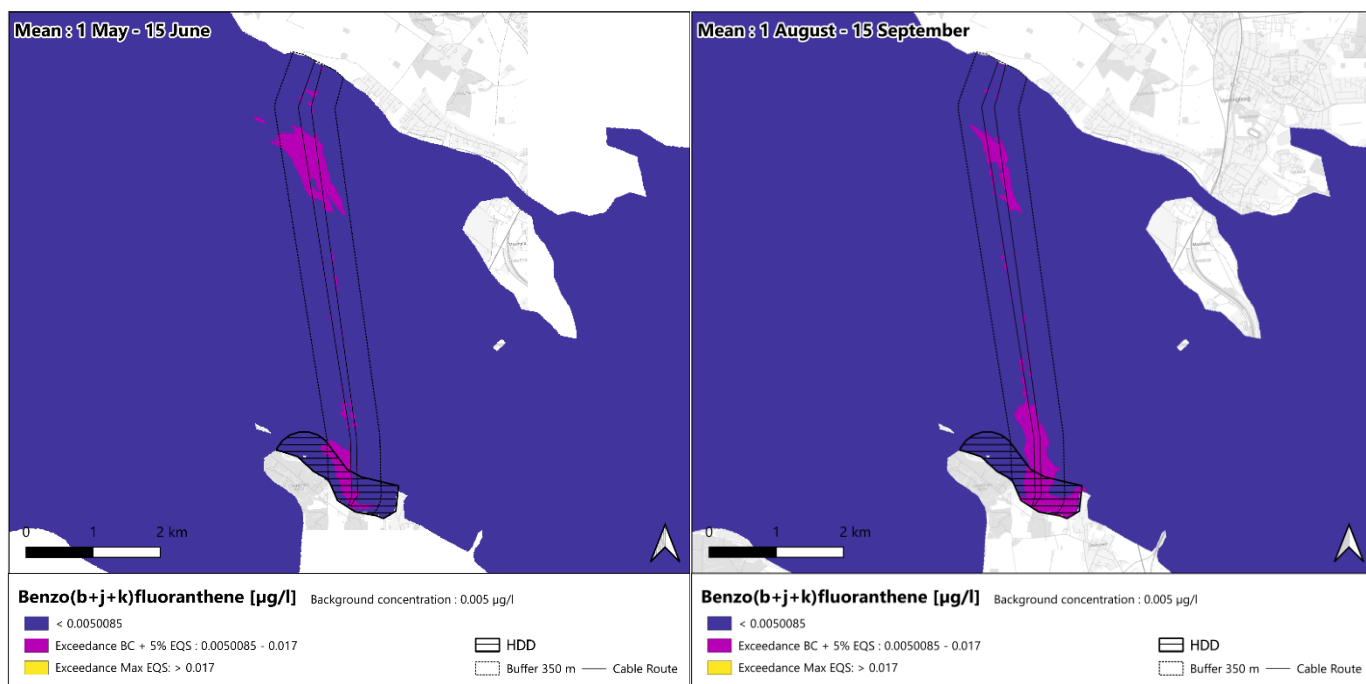 Mean : 1 May - 15 June
0 1 2 km
Benzo(b+j+k)fluoranthene [µg/l] Background concentration : 0.005 µg/l
< 0.0050085
Exceedance BC + 5% EQS : 0.0050085 - 0.017
HDD
Exceedance Max EQS: > 0.017
Buffer 350 m
Cable Route
Mean : 1 August - 15 September
0 1 2 km
Benzo(b+j+k)fluoranthene [µg/l] Background concentration : 0.005 µg/l
< 0.0050085
Exceedance BC + 5% EQS : 0.0050085 - 0.017
HDD
Exceedance Max EQS: > 0.017
Buffer 350 m
Cable Route